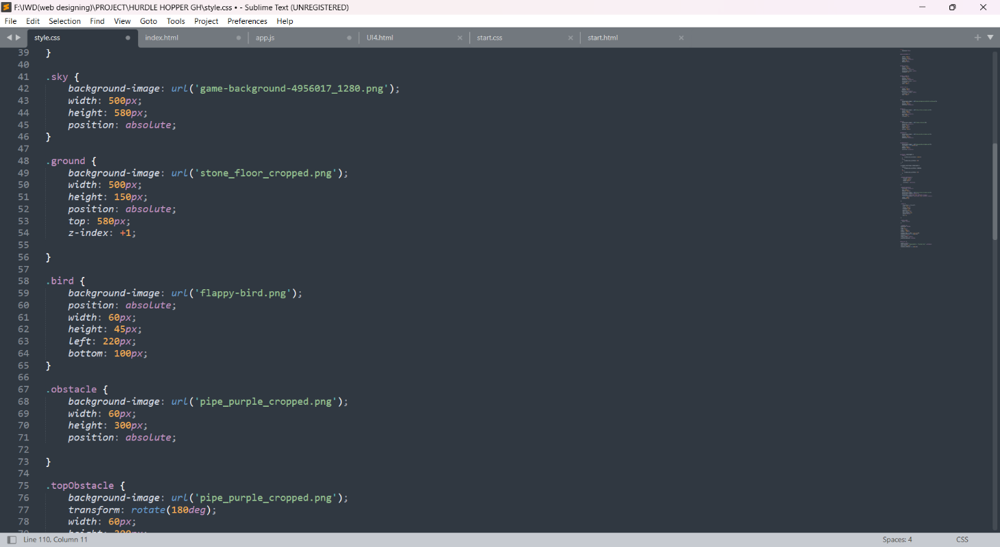 F:\IWD(web designing)\PROJECT\HURDLE HOPPER GH\style.css • - Sublime Text (UNREGISTERED)
File Edit Selection Find View Goto Tools Project Preferences Help
style.css index.html app.js UI4.html start.css start.html
39 }
40
41 .sky {
42 background-image: url('game-background-4956017_1280.png');
43 width: 500px;
44 height: 580px;
45 position: absolute;
46 }
47
48 .ground {
49 background-image: url('stone_floor_cropped.png');
50 width: 500px;
51 height: 150px;
52 position: absolute;
53 top: 580px;
54 z-index: +1;
55
56 }
57
58 .bird {
59 background-image: url('flappy-bird.png');
60 position: absolute;
61 width: 60px;
62 height: 45px;
63 left: 220px;
64 bottom: 100px;
65 }
66
67 .obstacle {
68 background-image: url('pipe_purple_cropped.png');
69 width: 60px;
70 height: 300px;
71 position: absolute;
72
73 }
74
75 .topObstacle {
76 background-image: url('pipe_purple_cropped.png');
77 transform: rotate(180deg);
78 width: 60px;
79 height: 300px;
Line 110, Column 11 Spaces: 4 CSS